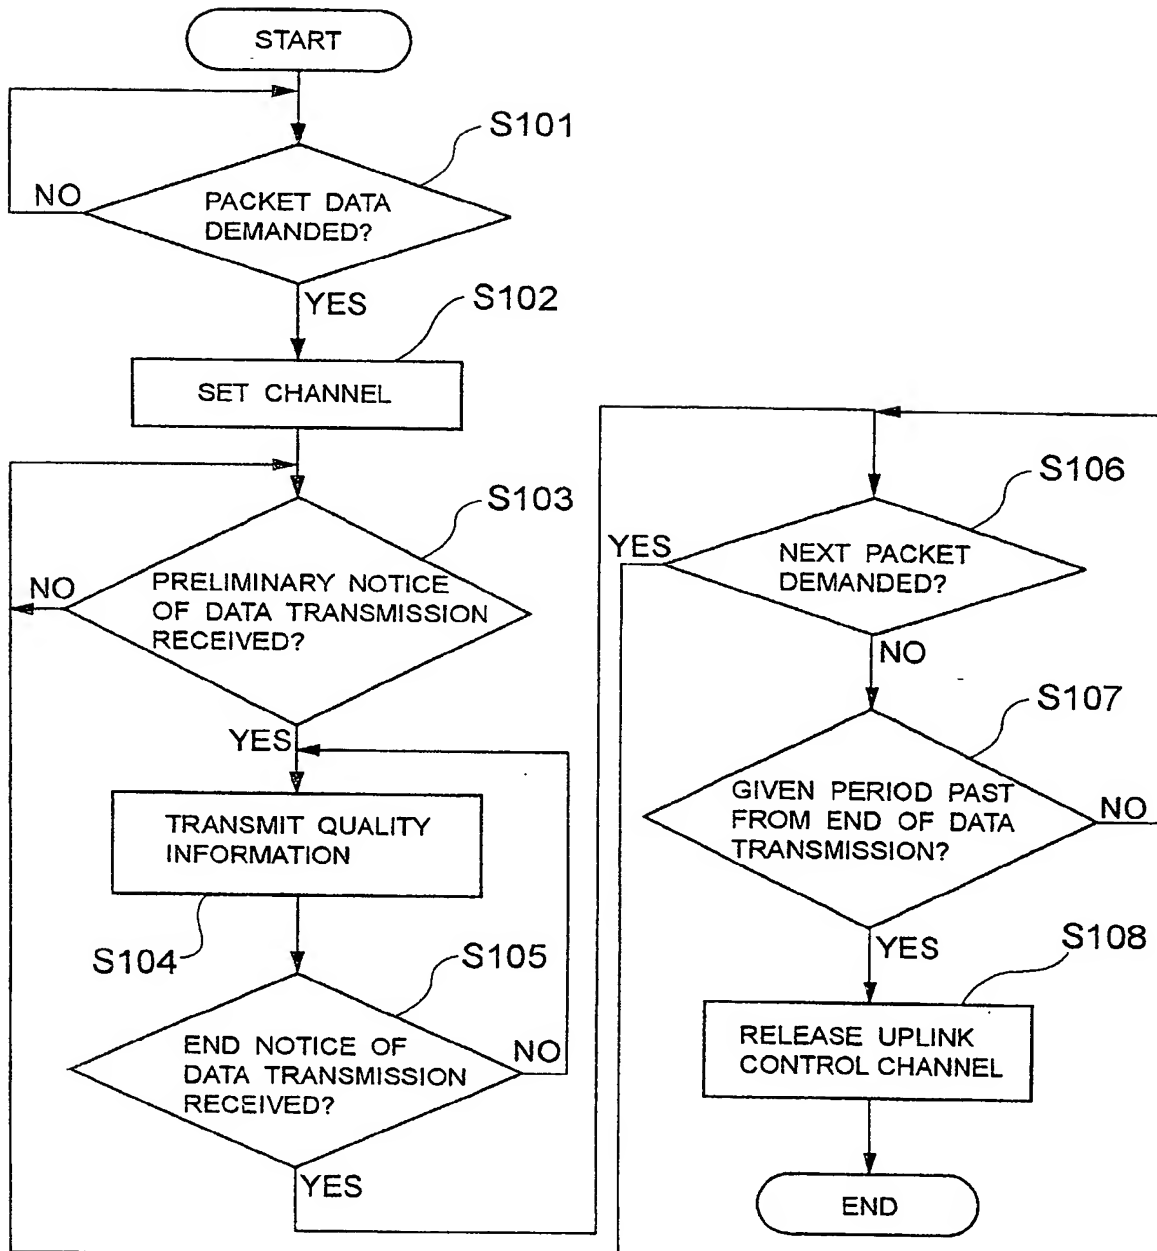 START
S101
NO
PACKET DATA
DEMANDED?
YES
S102
SET CHANNEL
S103
NO
PRELIMINARY NOTICE
OF DATA TRANSMISSION
RECEIVED?
YES
TRANSMIT QUALITY
INFORMATION
S104
S105
END NOTICE OF
DATA TRANSMISSION
RECEIVED?
NO
YES
S106
YES
NEXT PACKET
DEMANDED?
NO
S107
GIVEN PERIOD PAST
FROM END OF DATA
TRANSMISSION?
NO
YES
S108
RELEASE UPLINK
CONTROL CHANNEL
END